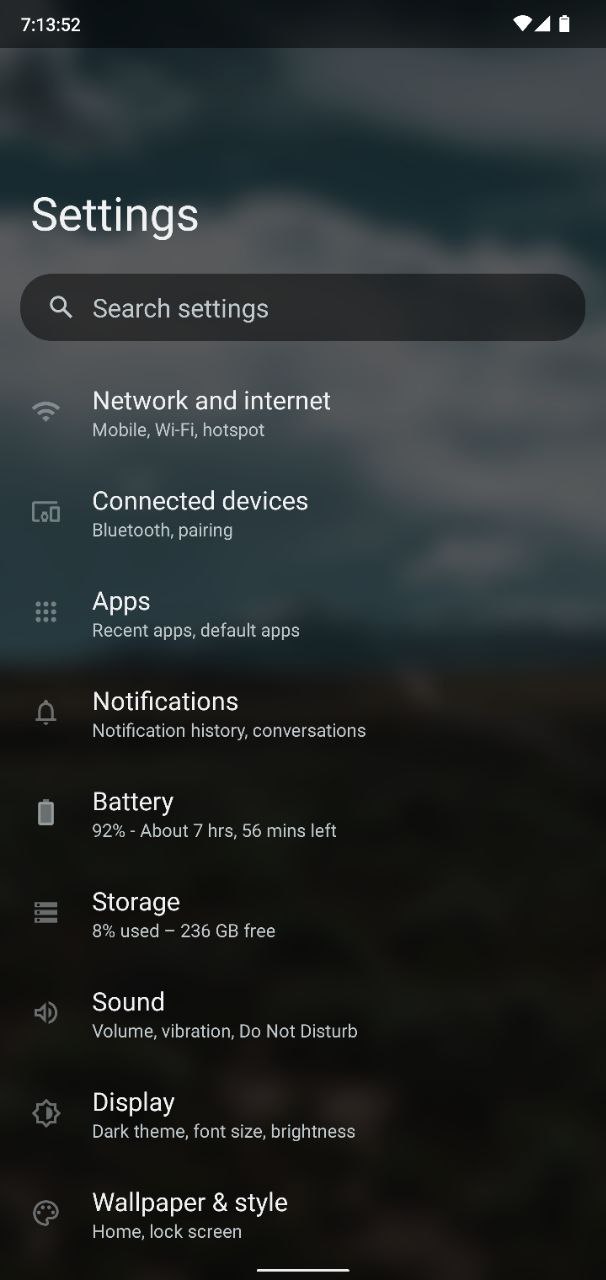 7:13:52
Settings
Search settings
Network and internet
Mobile, Wi-Fi, hotspot
Connected devices
Bluetooth, pairing
Apps
Recent apps, default apps
Notifications
Notification history, conversations
Battery
92% - About 7 hrs, 56 mins left
Storage
8% used – 236 GB free
Sound
Volume, vibration, Do Not Disturb
Display
Dark theme, font size, brightness
Wallpaper & style
Home, lock screen